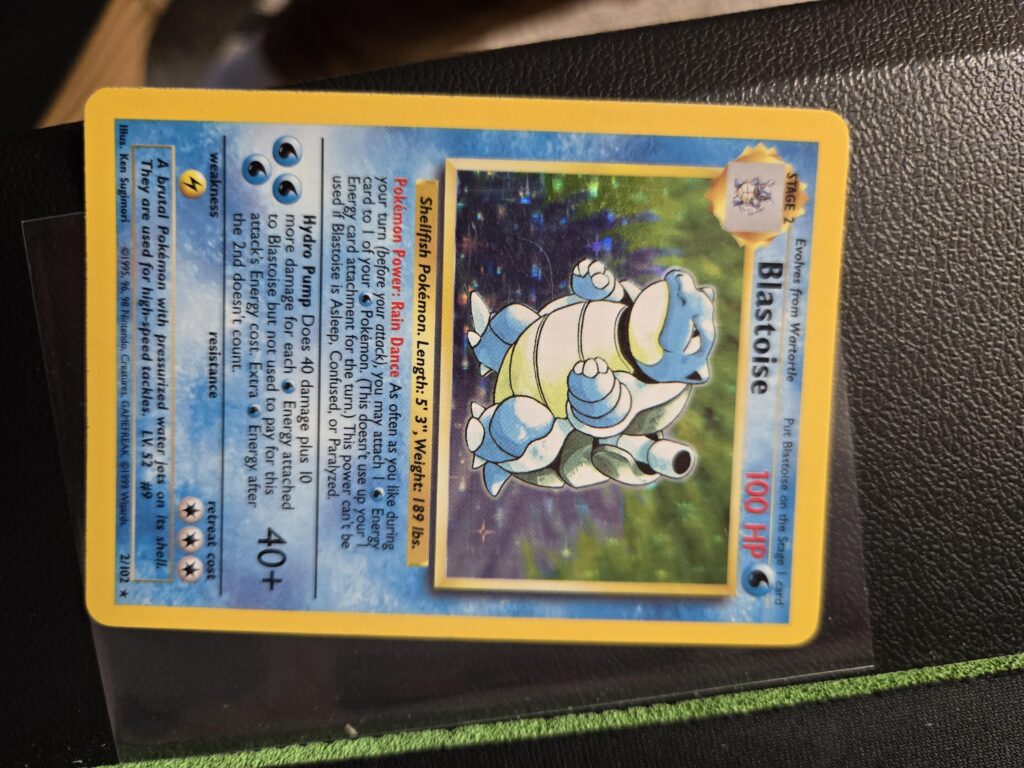 STAGE 2
Evolves from Wartortle
Put Blastoise on the Stage 1 card
Blastoise
100 HP
Shellfish Pokémon. Length: 5' 3", Weight: 189 lbs.
Pokémon Power: Rain Dance As often as you like during
your turn (before your attack), you may attach 1 Energy
card to 1 of your Pokémon. (This doesn't use up your 1
Energy card attachment for the turn.) This power can't be
used if Blastoise is Asleep, Confused, or Paralyzed.
Hydro Pump Does 40 damage plus 10
more damage for each Energy attached
to Blastoise but not used to pay for this
attack's Energy cost. Extra Energy after
the 2nd doesn't count.
40+
weakness
resistance
retreat cost
A brutal Pokémon with pressurized water jets on its shell.
They are used for high-speed tackles. LV. 52 #9
Illus. Ken Sugimori ©1995, 96, 98 Nintendo, Creatures, GAMEFREAK. ©1999 Wizards. 2/102 ★